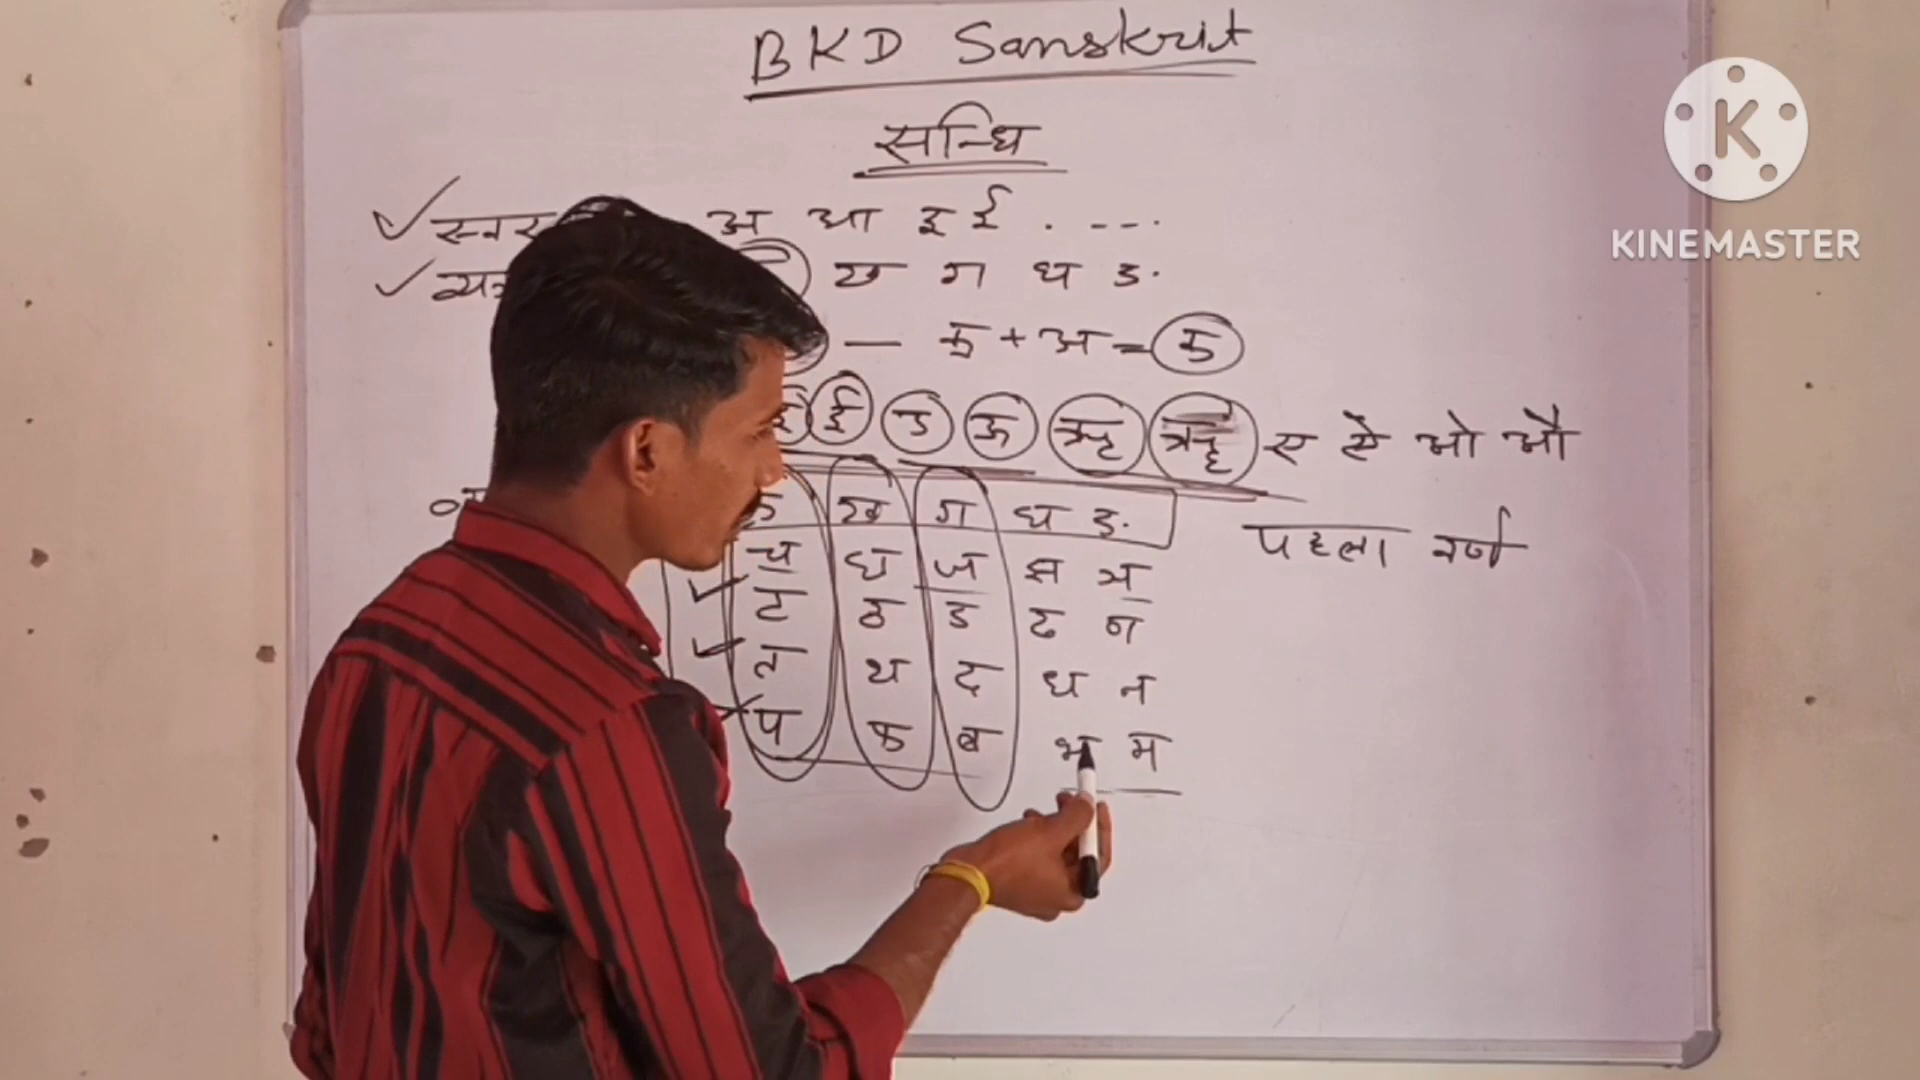 BKD Sanskrit
सन्धि
स्वर अ आ इ ई . ---.
ख ग घ ङ
— क + अ = क
इ ई उ ऊ ऋ ॠ ए ऐ ओ औ
क ख ग घ ङ
पहला वर्ण
च छ ज झ ञ
ट ठ ड ढ ण
त थ द ध न
प फ ब भ म
K
KINEMASTER